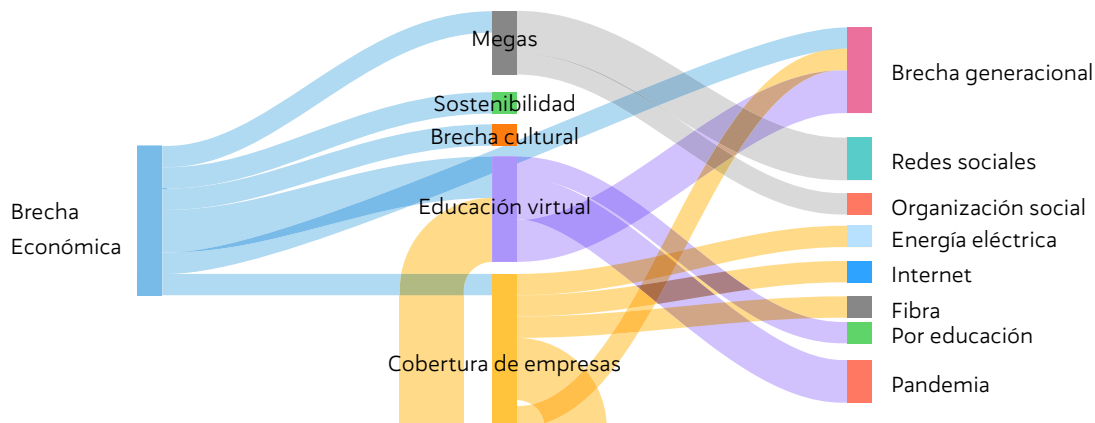 Brecha
Económica
Megas
Sostenibilidad
Brecha cultural
Educación virtual
Cobertura de empresas
Brecha generacional
Redes sociales
Organización social
Energía eléctrica
Internet
Fibra
Por educación
Pandemia